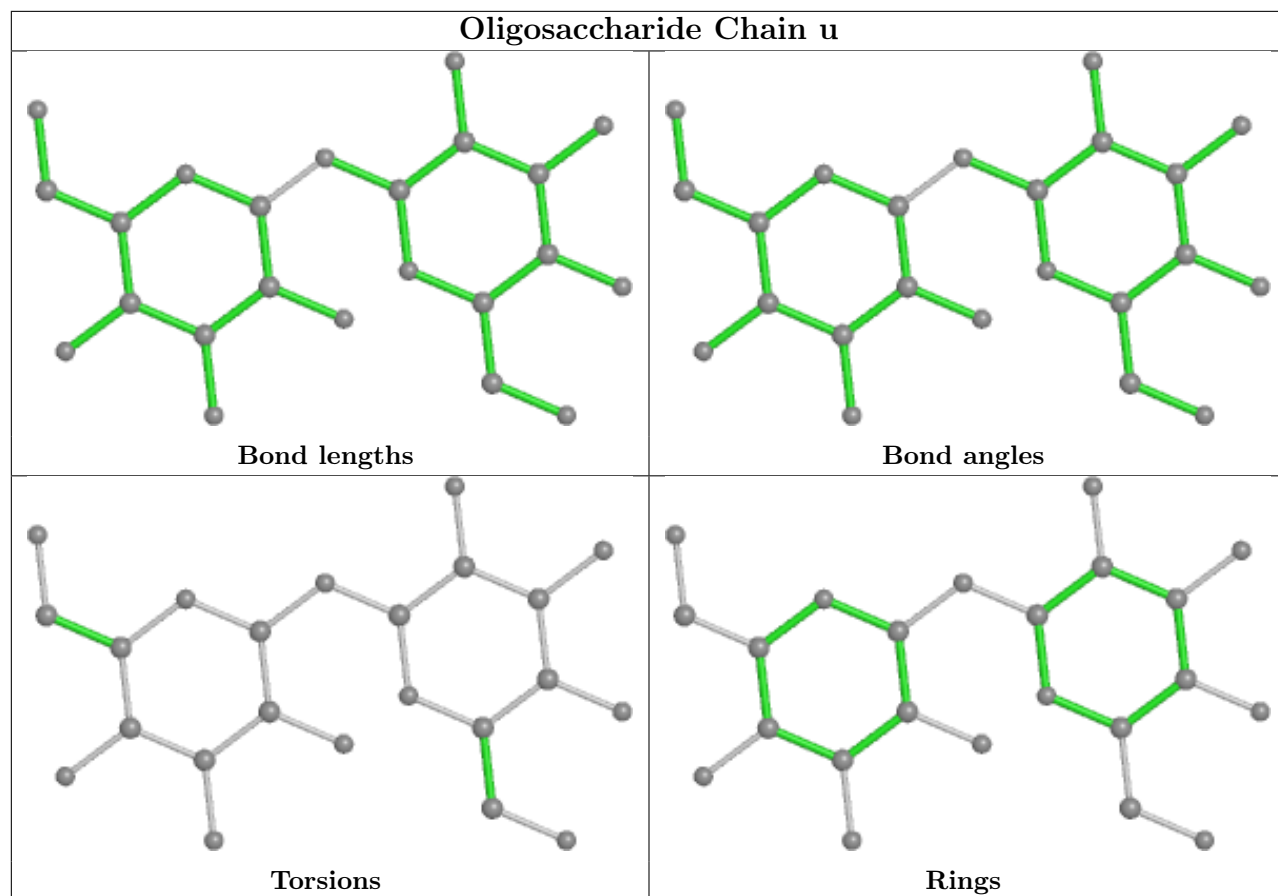 Oligosaccharide Chain u
Bond lengths
Bond angles
Torsions
Rings